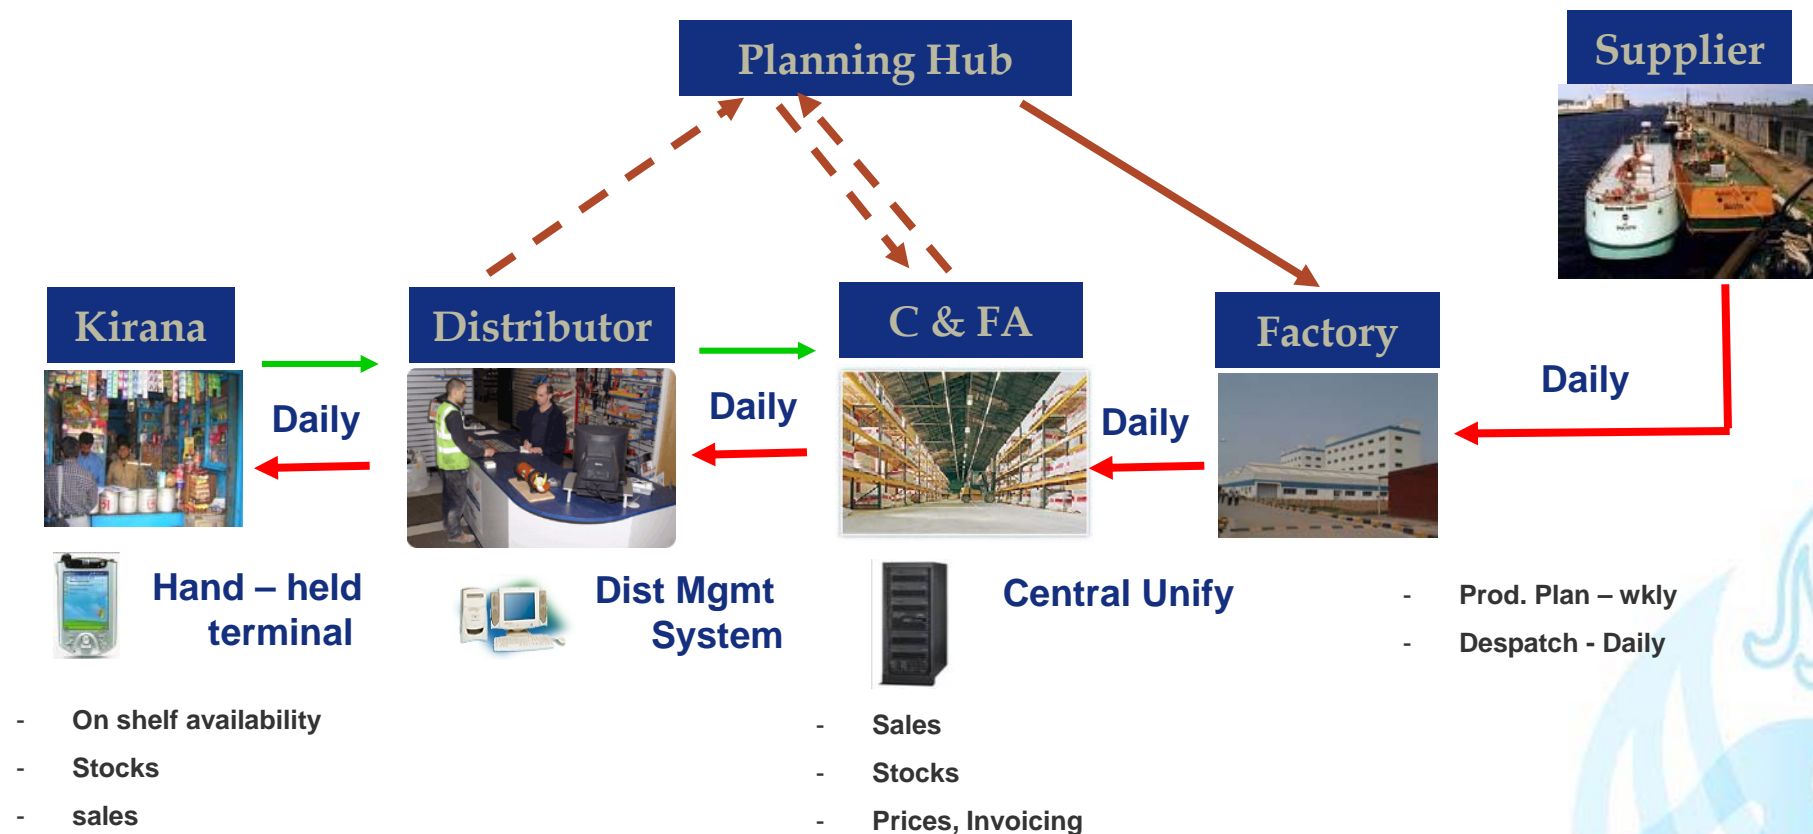 Planning Hub
Supplier
Kirana
Distributor
C & FA
Factory
Daily
Daily
Daily
Daily
Hand – held
terminal
Dist Mgmt
System
Central Unify
- Prod. Plan – wkly
- Despatch - Daily
- On shelf availability
- Stocks
- sales
- Sales
- Stocks
- Prices, Invoicing